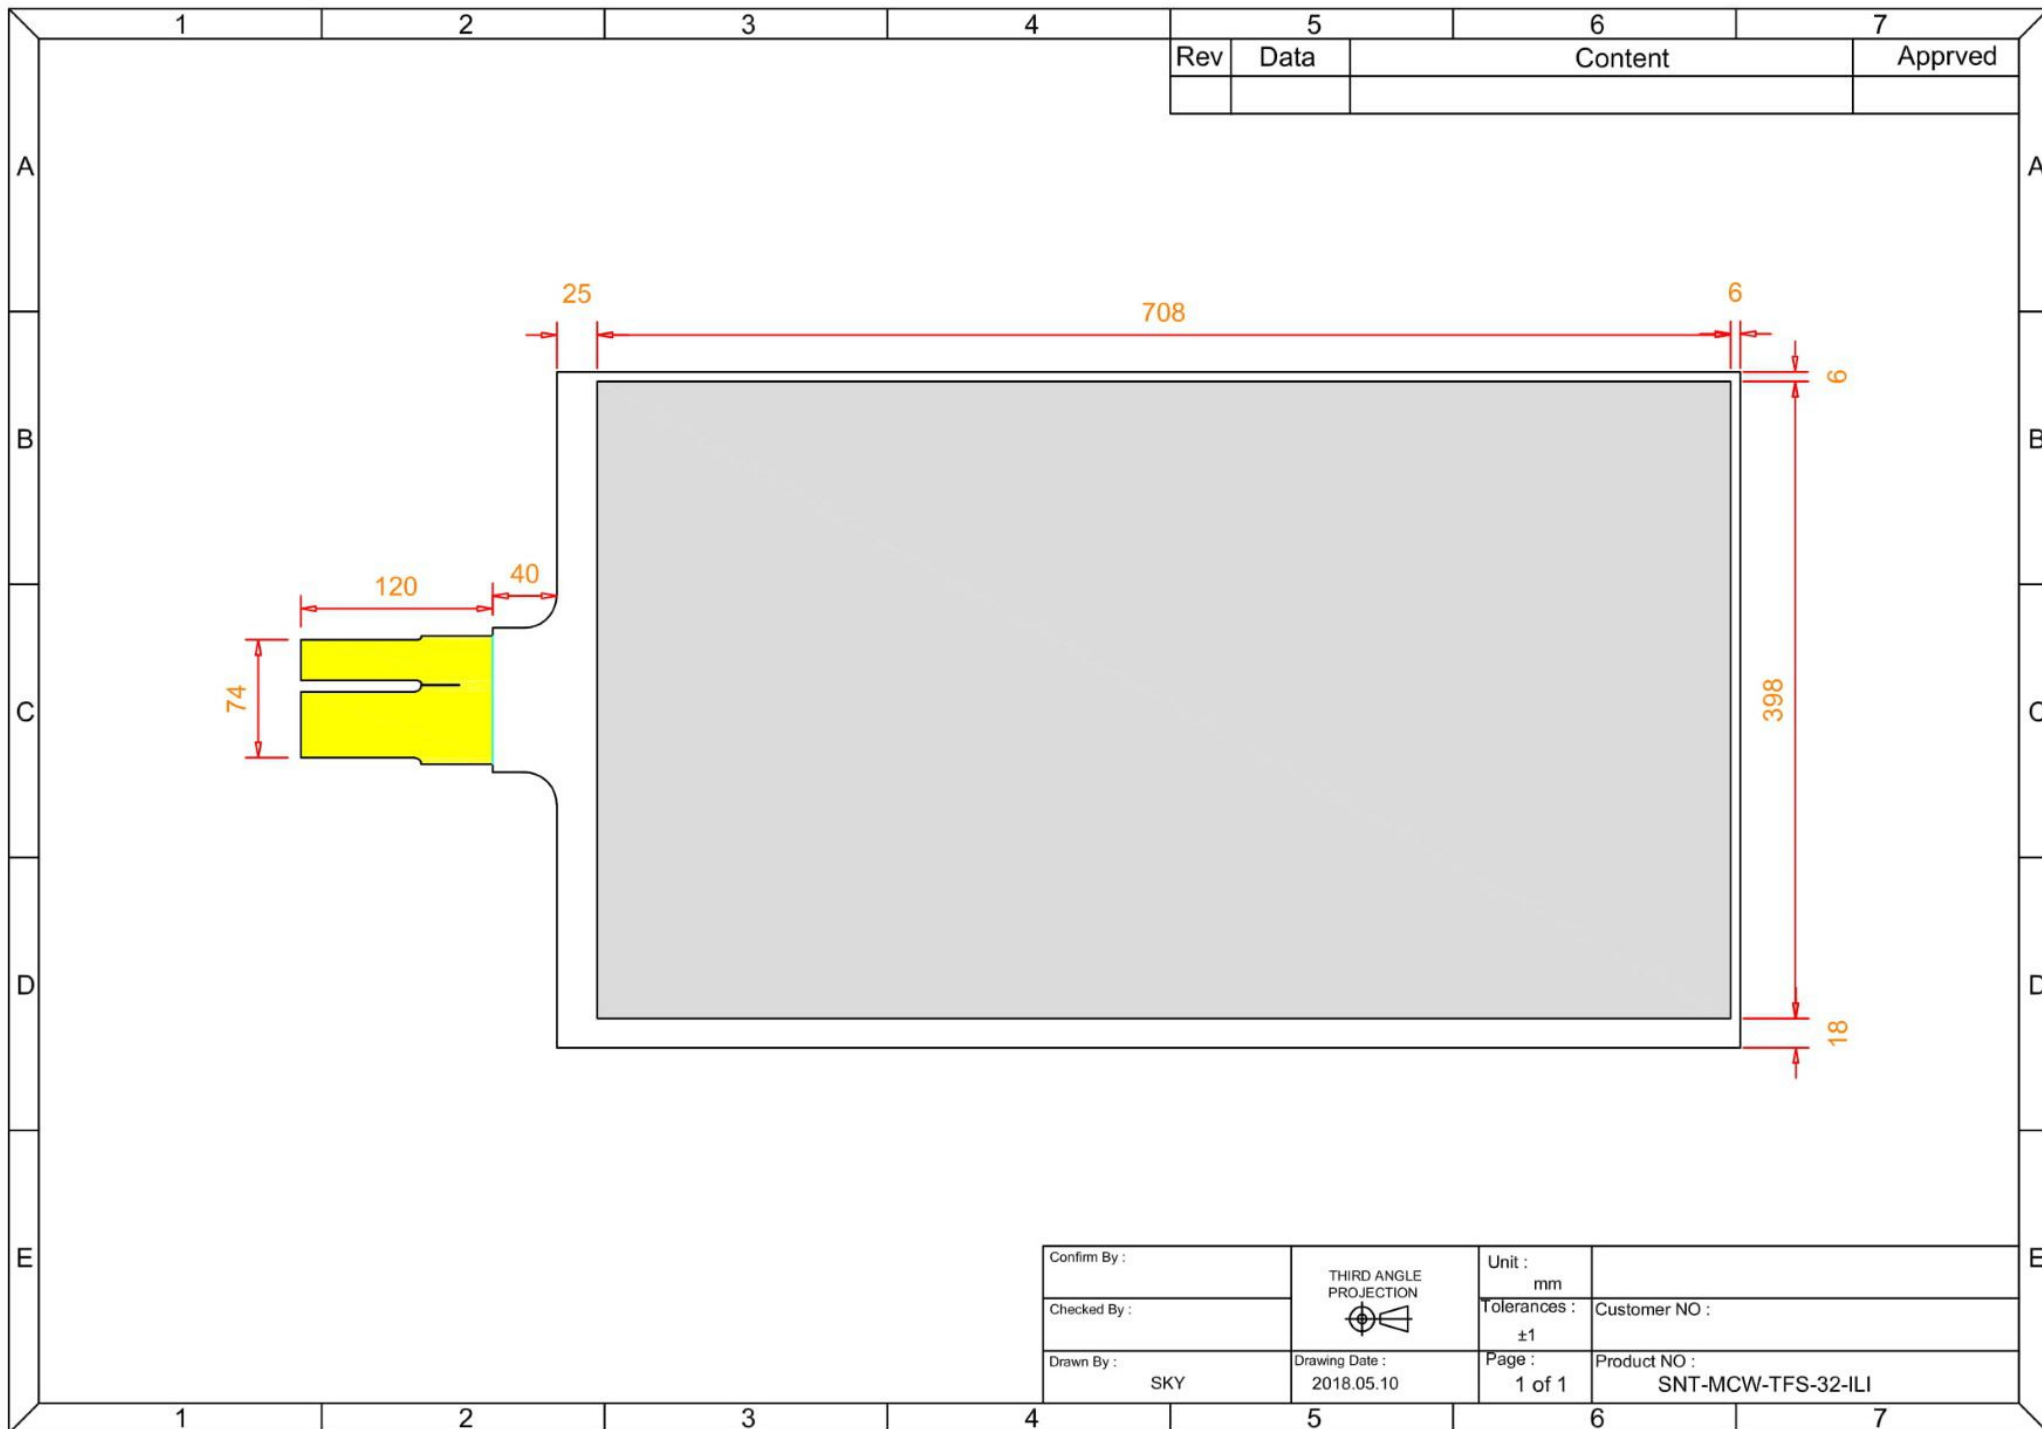 1 2 3 4 5 6 7
Rev Data Content Apprved
A A
25 708 6
6
B B
120 40
74
398
C C
D D
18
E E
Confirm By :
THIRD ANGLE
PROJECTION
Unit :
mm
Checked By :
Tolerances :
±1
Customer NO :
Drawn By :
SKY
Drawing Date :
2018.05.10
Page :
1 of 1
Product NO :
SNT-MCW-TFS-32-ILI
1 2 3 4 5 6 7